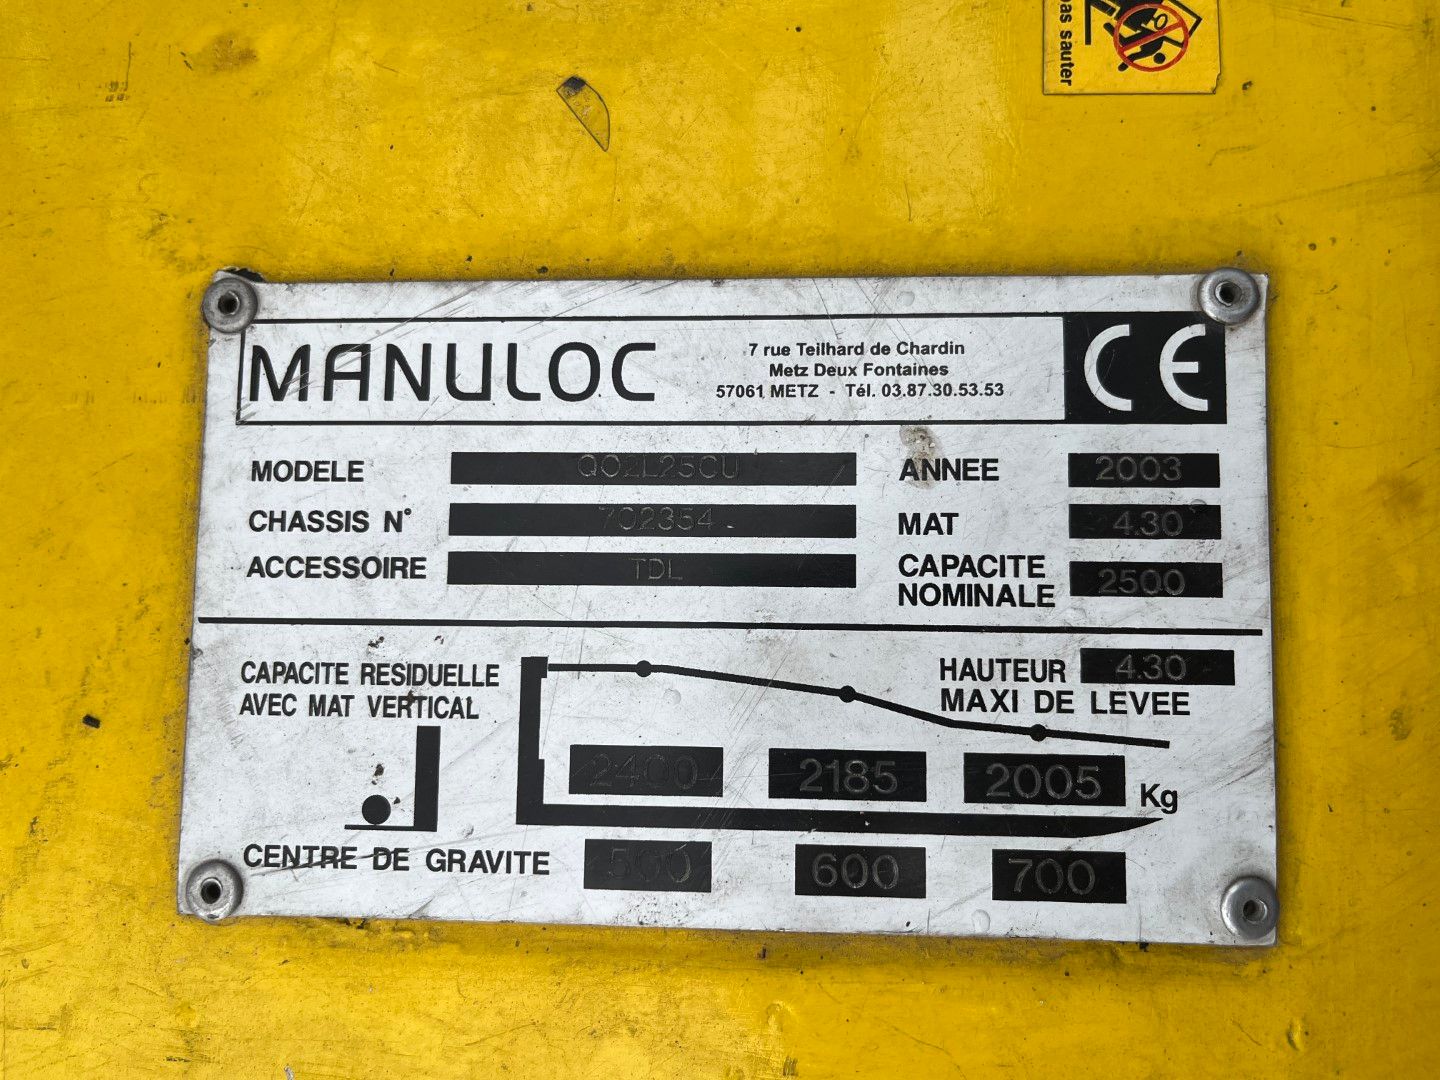 pas sauter
MANULOC
7 rue Teilhard de Chardin
Metz Deux Fontaines
57061 METZ - Tél. 03.87.30.53.53
CE
MODELE
ANNEE 2003
CHASSIS N° 702354
MAT 4.30
ACCESSOIRE TDL
CAPACITE
NOMINALE 2500
CAPACITE RESIDUELLE
AVEC MAT VERTICAL
HAUTEUR 4.30
MAXI DE LEVEE
2400 2185 2005 Kg
CENTRE DE GRAVITE 500 600 700